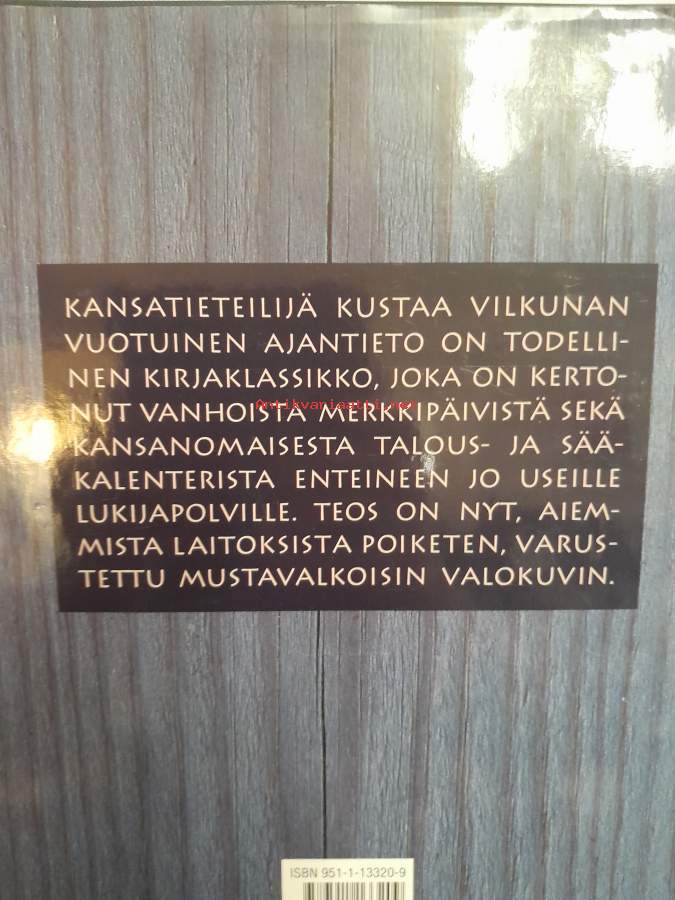 KANSATIETEILIJÄ KUSTAA VILKUNAN
VUOTUINEN AJANTIETO ON TODELLI-
NEN KIRJAKLASSIKKO, JOKA ON KERTO-
NUT VANHOISTA MERKKIPÄIVISTÄ SEKÄ
Antikvariaatti.net
KANSANOMAISESTA TALOUS- JA SÄÄ-
KALENTERISTA ENTEINEEN JO USEILLE
LUKIJAPOLVILLE. TEOS ON NYT, AIEM-
MISTA LAITOKSISTA POIKETEN, VARUS-
TETTU MUSTAVALKOISIN VALOKUVIN.
ISBN 951-1-13320-9